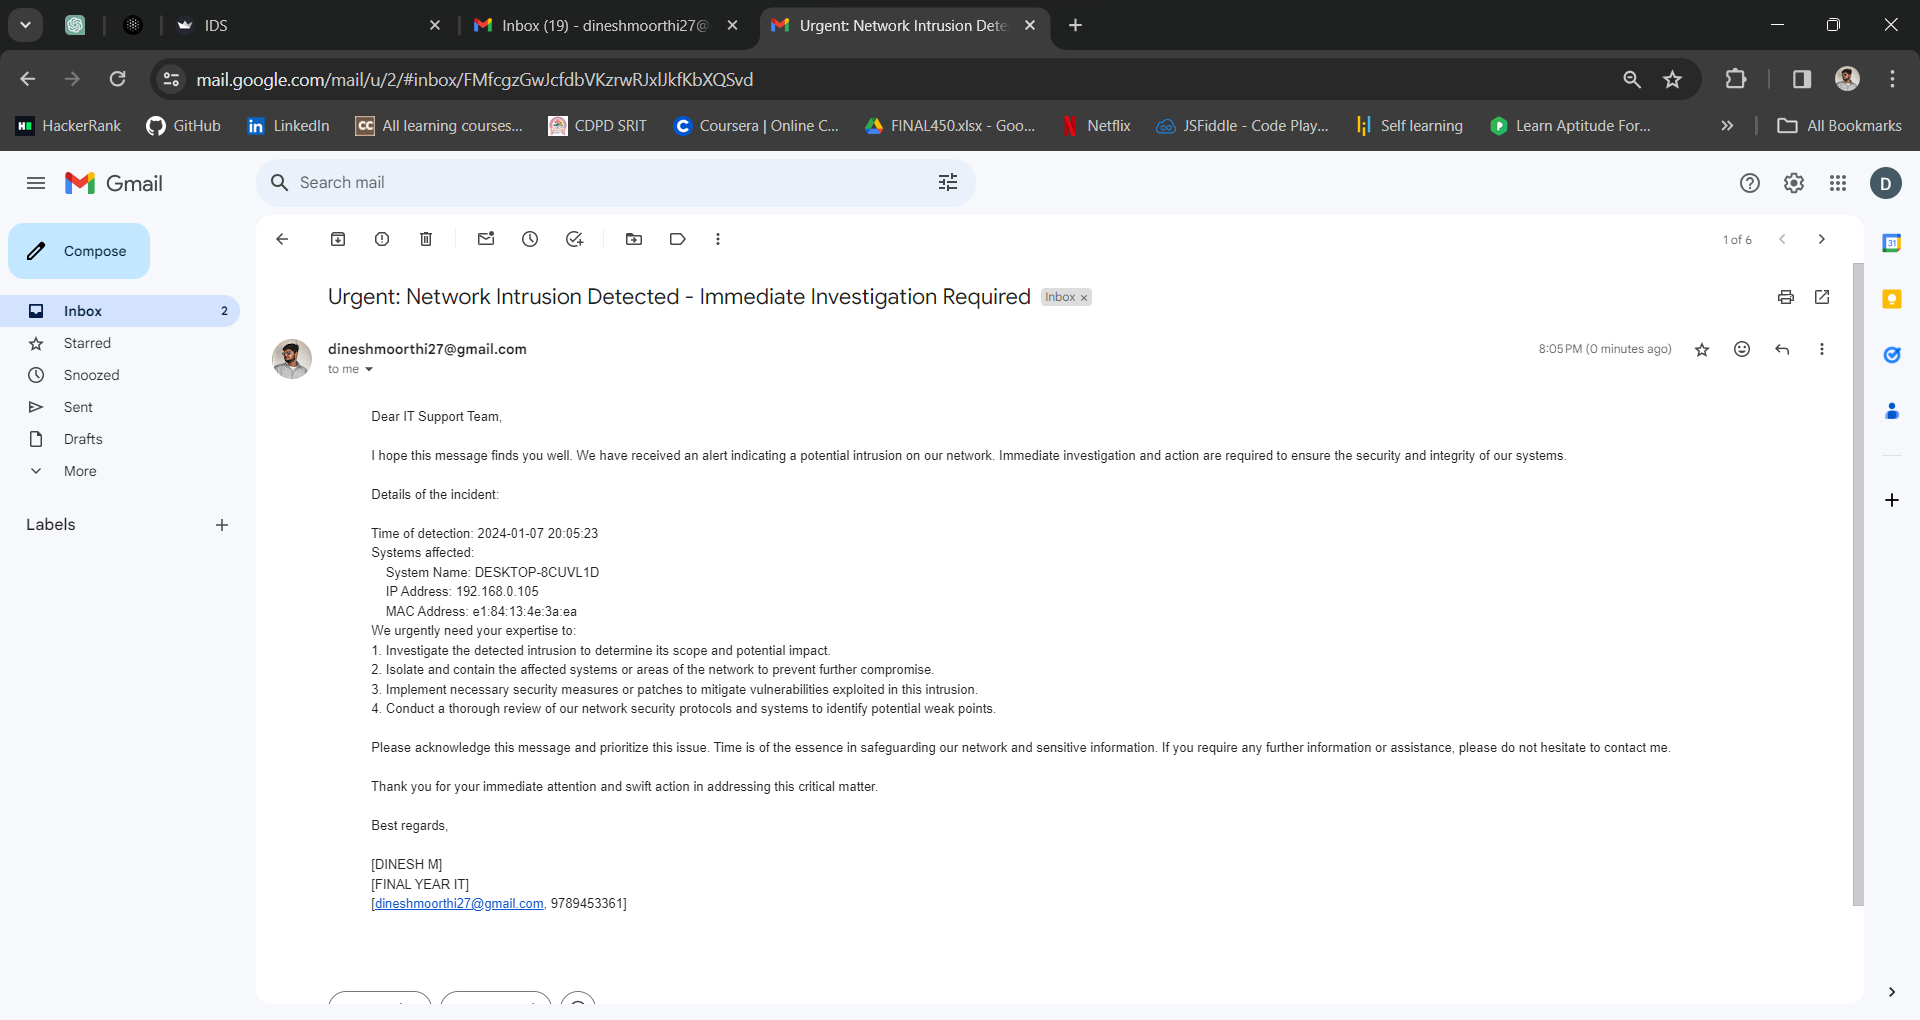 IDS
Inbox (19) - dineshmoorthi27@
Urgent: Network Intrusion Dete
mail.google.com/mail/u/2/#inbox/FMfcgzGwJcfdbVKzrwRJxlJkfKbXQSvd
HackerRank
GitHub
LinkedIn
All learning courses...
CDPD SRIT
Coursera | Online C...
FINAL450.xlsx - Goo...
Netflix
JSFiddle - Code Play...
Self learning
Learn Aptitude For...
All Bookmarks
Gmail
Search mail
D
Compose
1 of 6
31
Urgent: Network Intrusion Detected - Immediate Investigation Required
Inbox ×
Inbox 2
Starred
Snoozed
Sent
Drafts
More
Labels
dineshmoorthi27@gmail.com
8:05 PM (0 minutes ago)
to me
Dear IT Support Team,
I hope this message finds you well. We have received an alert indicating a potential intrusion on our network. Immediate investigation and action are required to ensure the security and integrity of our systems.
Details of the incident:
Time of detection: 2024-01-07 20:05:23
Systems affected:
System Name: DESKTOP-8CUVL1D
IP Address: 192.168.0.105
MAC Address: e1:84:13:4e:3a:ea
We urgently need your expertise to:
1. Investigate the detected intrusion to determine its scope and potential impact.
2. Isolate and contain the affected systems or areas of the network to prevent further compromise.
3. Implement necessary security measures or patches to mitigate vulnerabilities exploited in this intrusion.
4. Conduct a thorough review of our network security protocols and systems to identify potential weak points.
Please acknowledge this message and prioritize this issue. Time is of the essence in safeguarding our network and sensitive information. If you require any further information or assistance, please do not hesitate to contact me.
Thank you for your immediate attention and swift action in addressing this critical matter.
Best regards,
[DINESH M]
[FINAL YEAR IT]
[dineshmoorthi27@gmail.com, 9789453361]